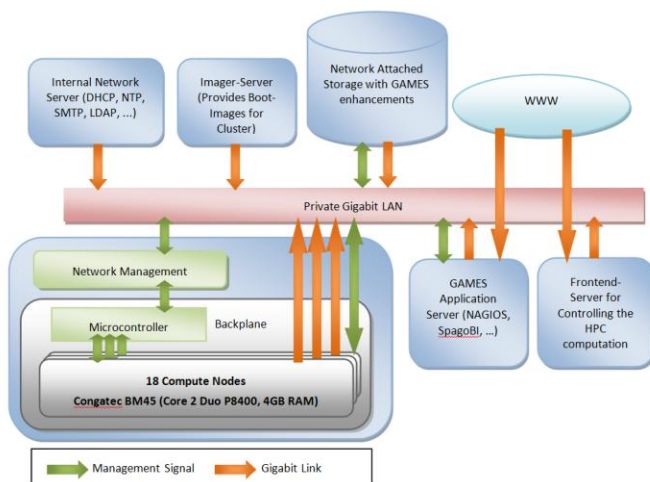 Internal Network
Server (DHCP, NTP,
SMTP, LDAP, ...)
Imager-Server
(Provides Boot-
Images for
Cluster)
Network Attached
Storage with GAMES
enhancements
WWW
Private Gigabit LAN
Network Management
Microcontroller
Backplane
18 Compute Nodes
Congatec BM45 (Core 2 Duo P8400, 4GB RAM)
GAMES
Application
Server (NAGIOS,
SpagoBI, ...)
Frontend-
Server for
Controlling the
HPC
computation
Management Signal
Gigabit Link